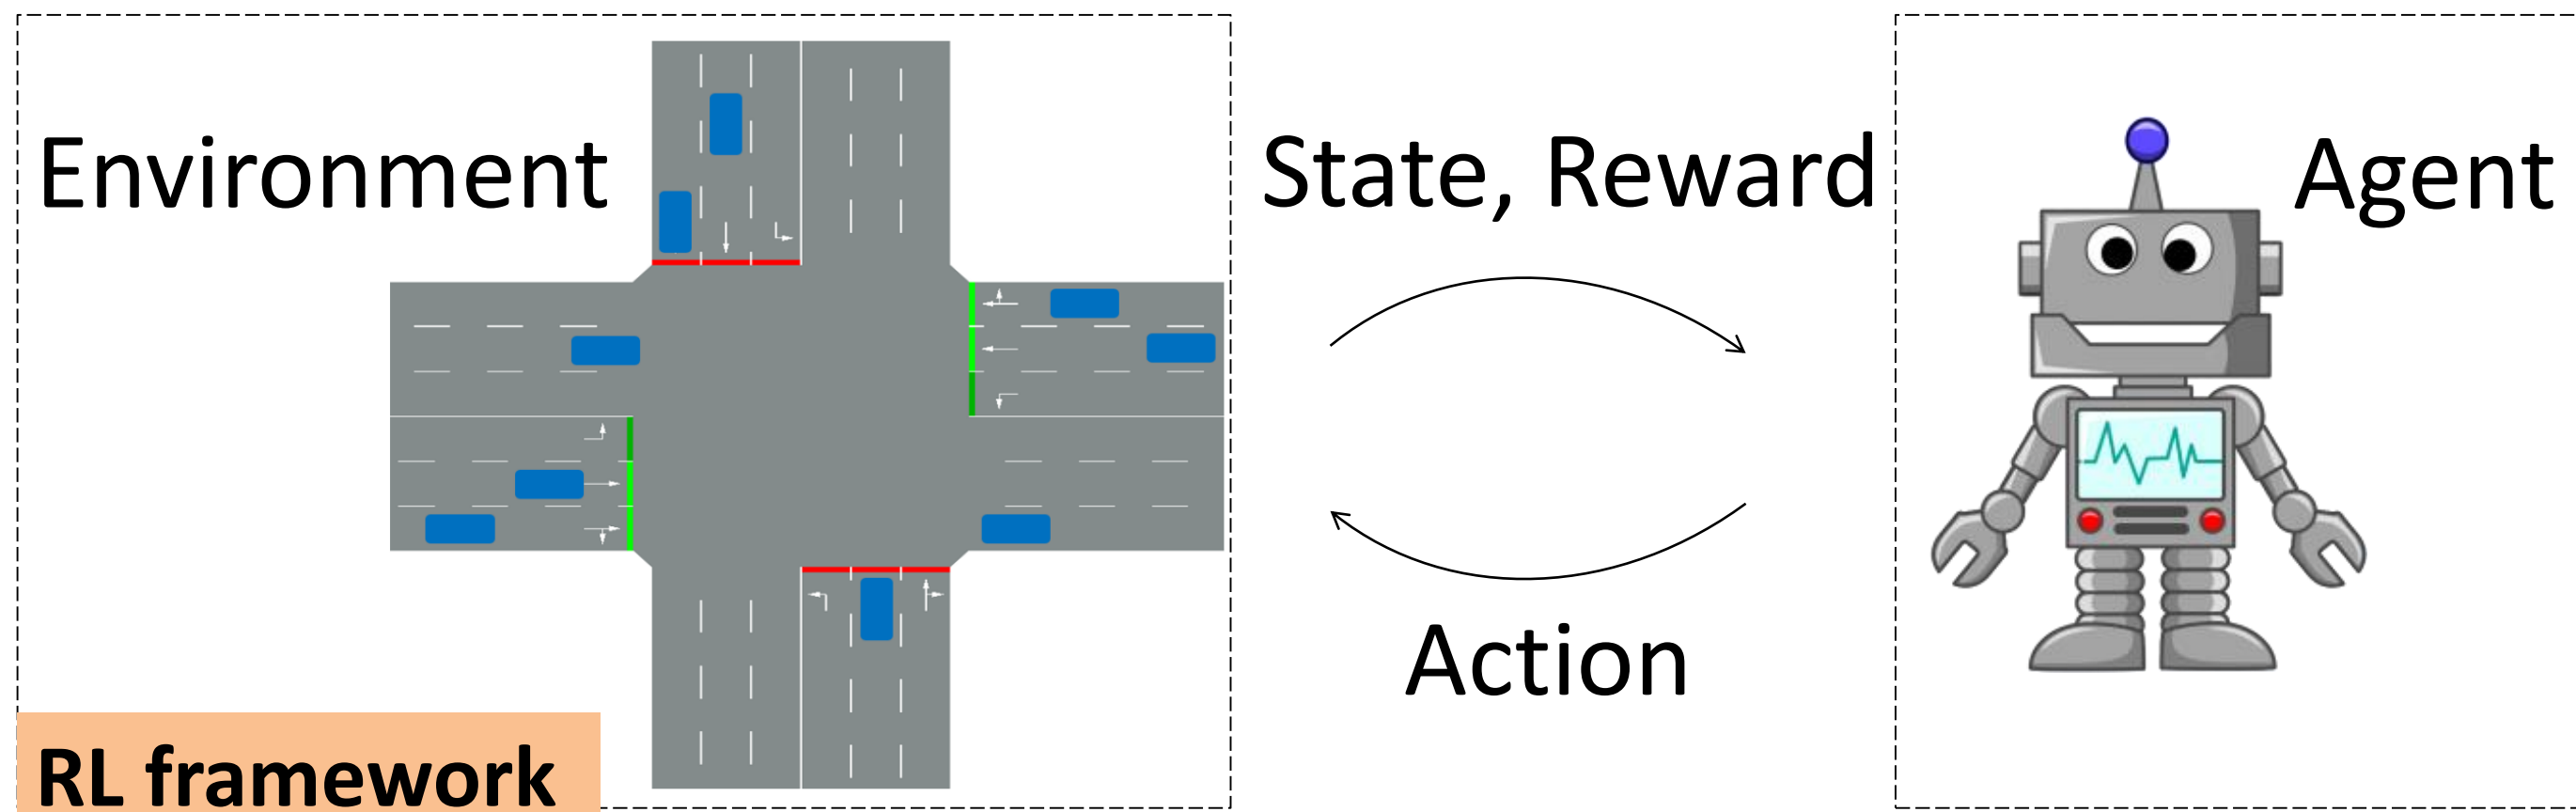 Environment
State, Reward
Agent
Action
RL framework